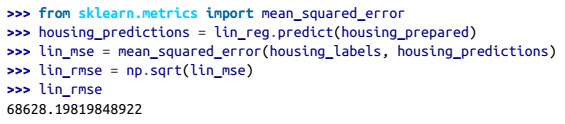 >>> from sklearn.metrics import mean_squared_error
>>> housing_predictions = lin_reg.predict(housing_prepared)
>>> lin_mse = mean_squared_error(housing_labels, housing_predictions)
>>> lin_rmse = np.sqrt(lin_mse)
>>> lin_rmse
68628.19819848922